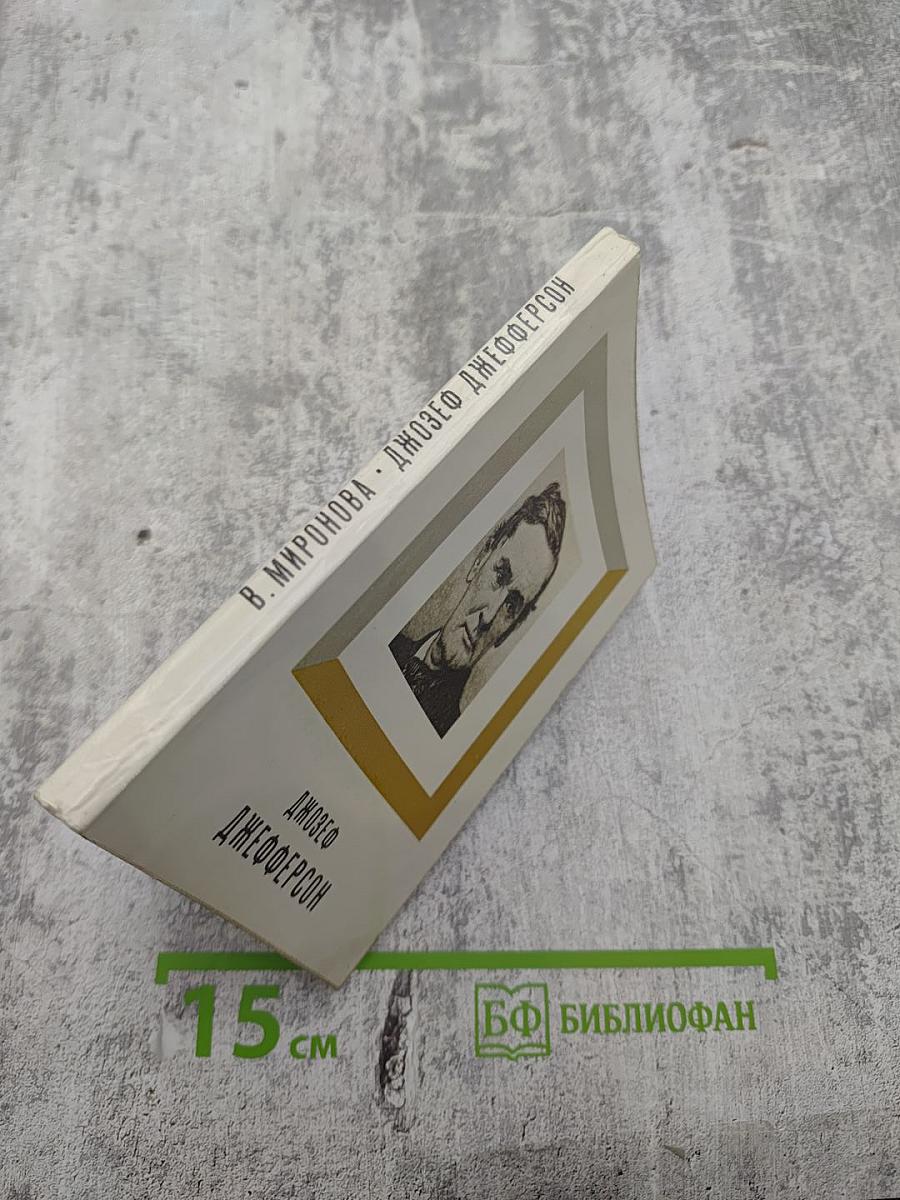 В. МИРОНОВА · ДЖОЗЕФ ДЖЕФФЕРСОН
ДЖОЗЕФ
ДЖЕФФЕРСОН
15 см
БФ БИБЛИОФАН